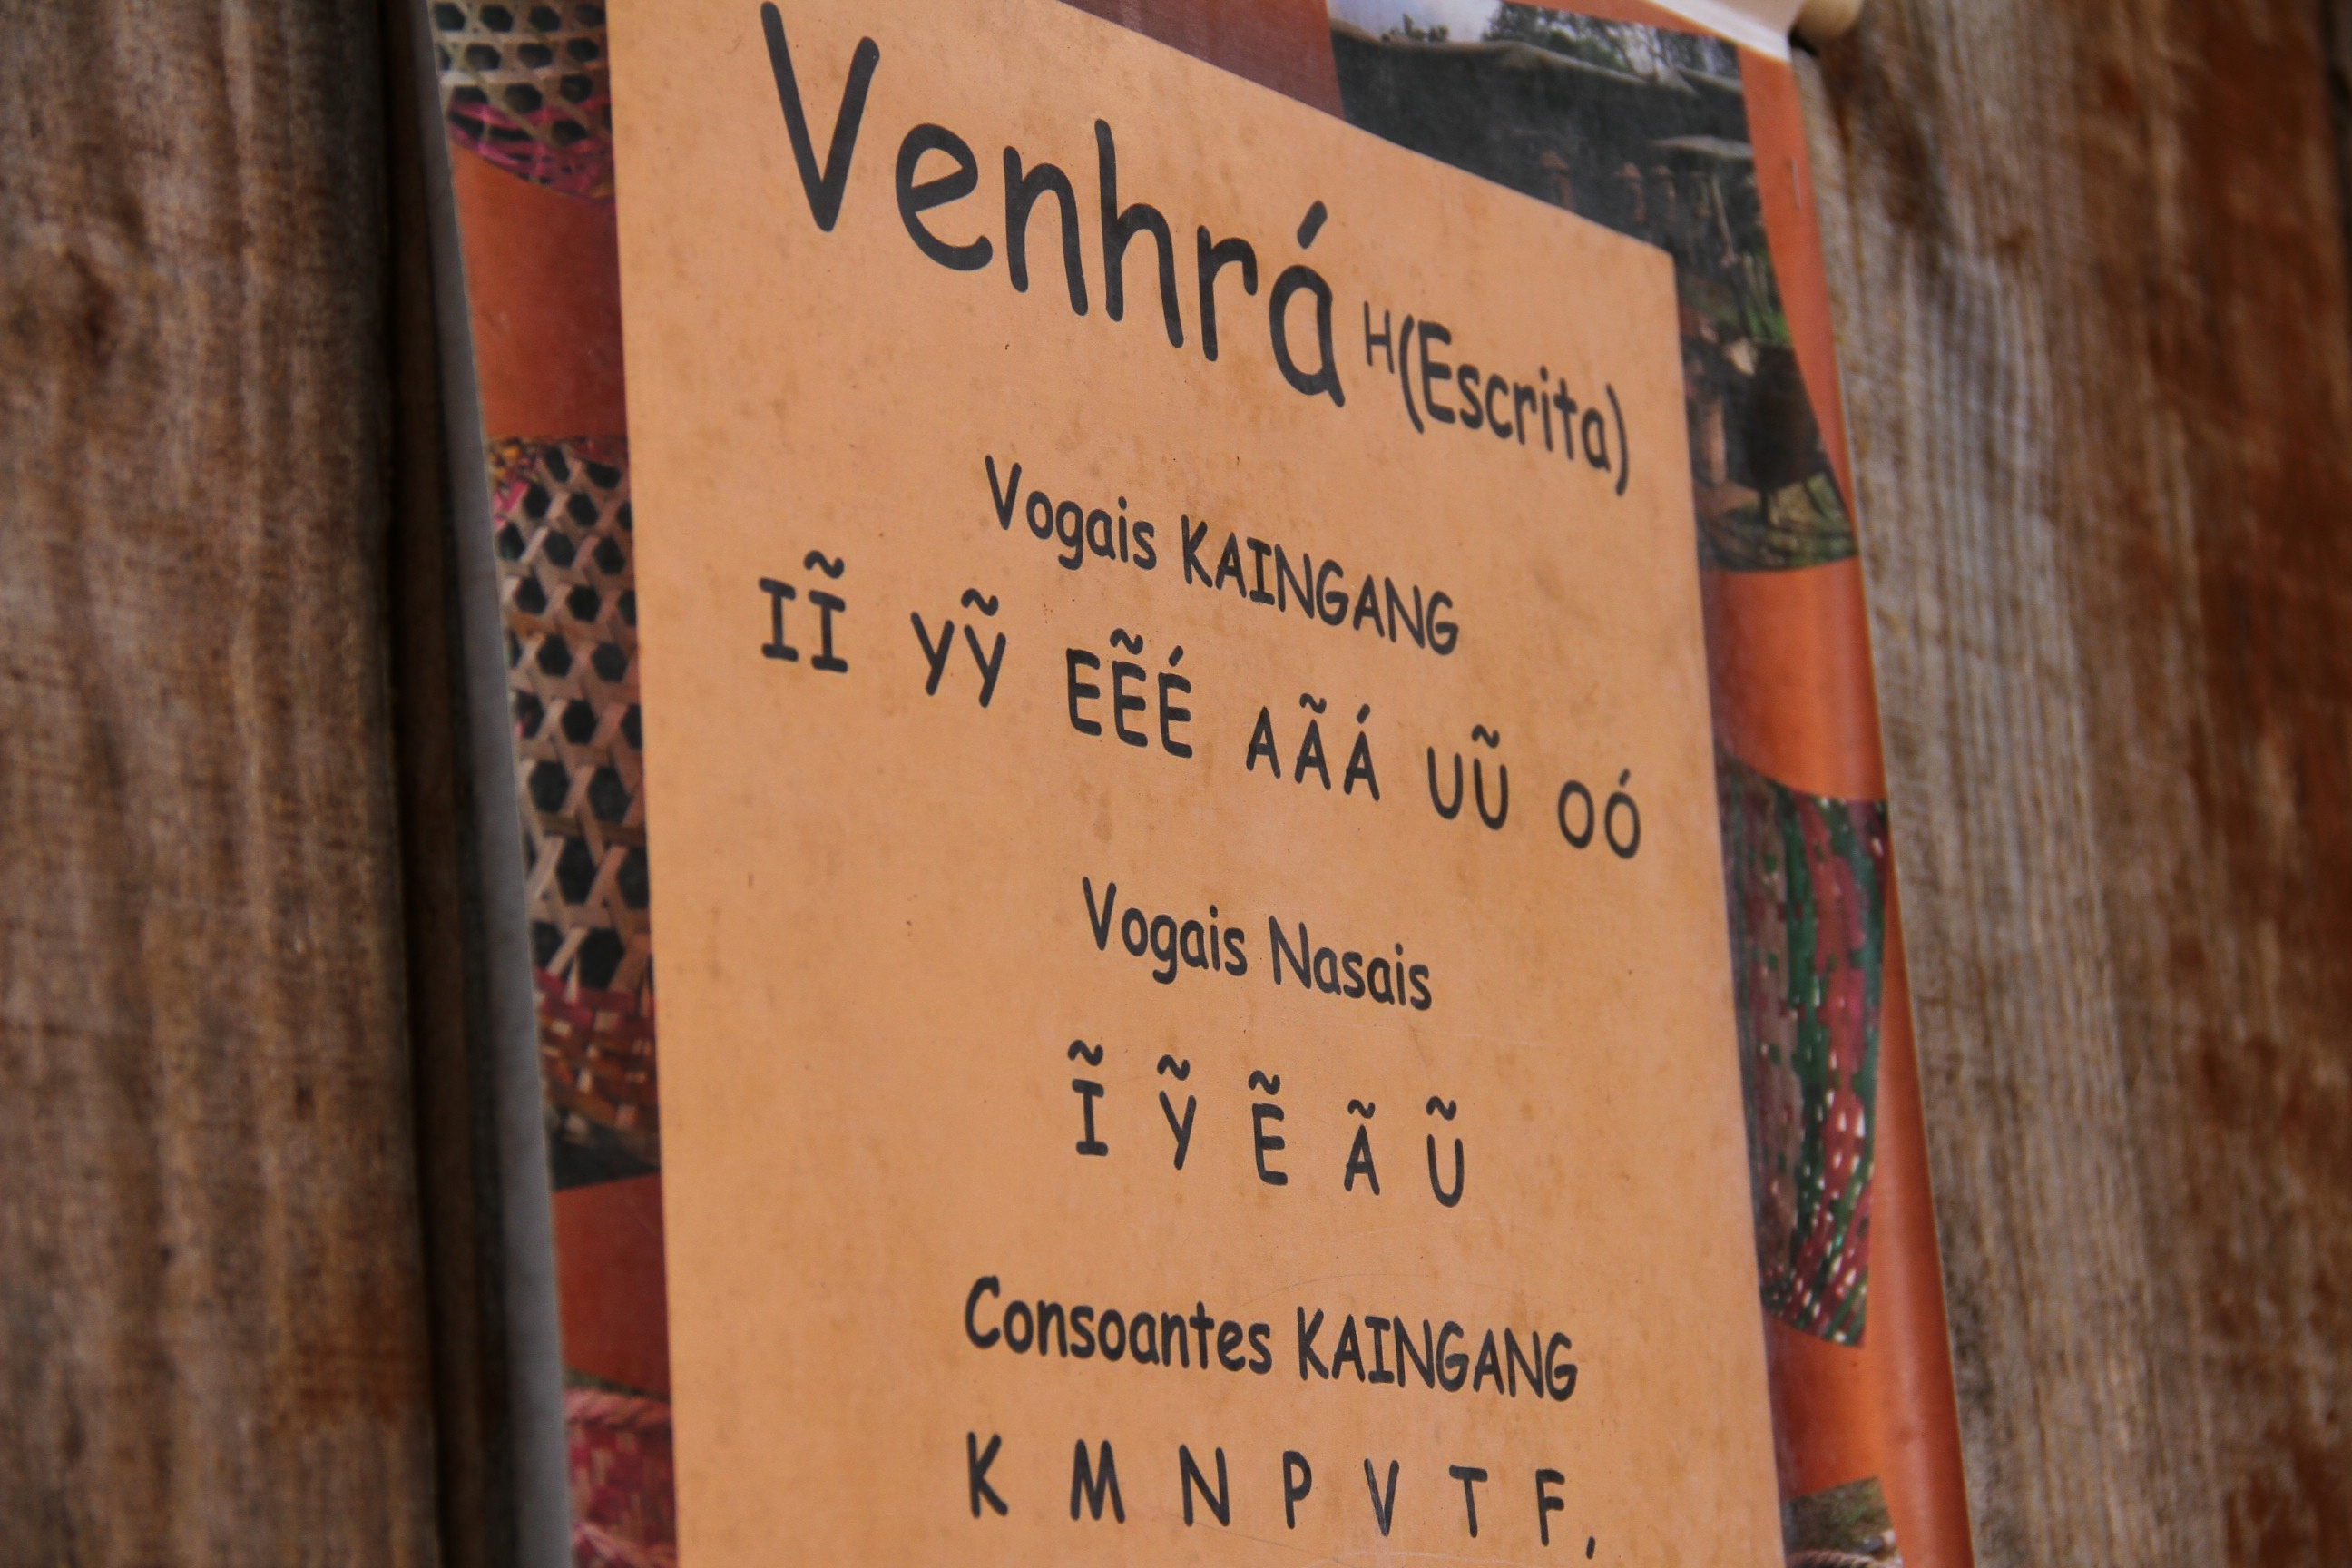 Venhrá H(Escrita)
Vogais KAINGANG
IĨ YỸ EẼÉ AÃÁ UŨ OÓ
Vogais Nasais
Ĩ Ỹ Ẽ Ã Ũ
Consoantes KAINGANG
K M N P V T F,